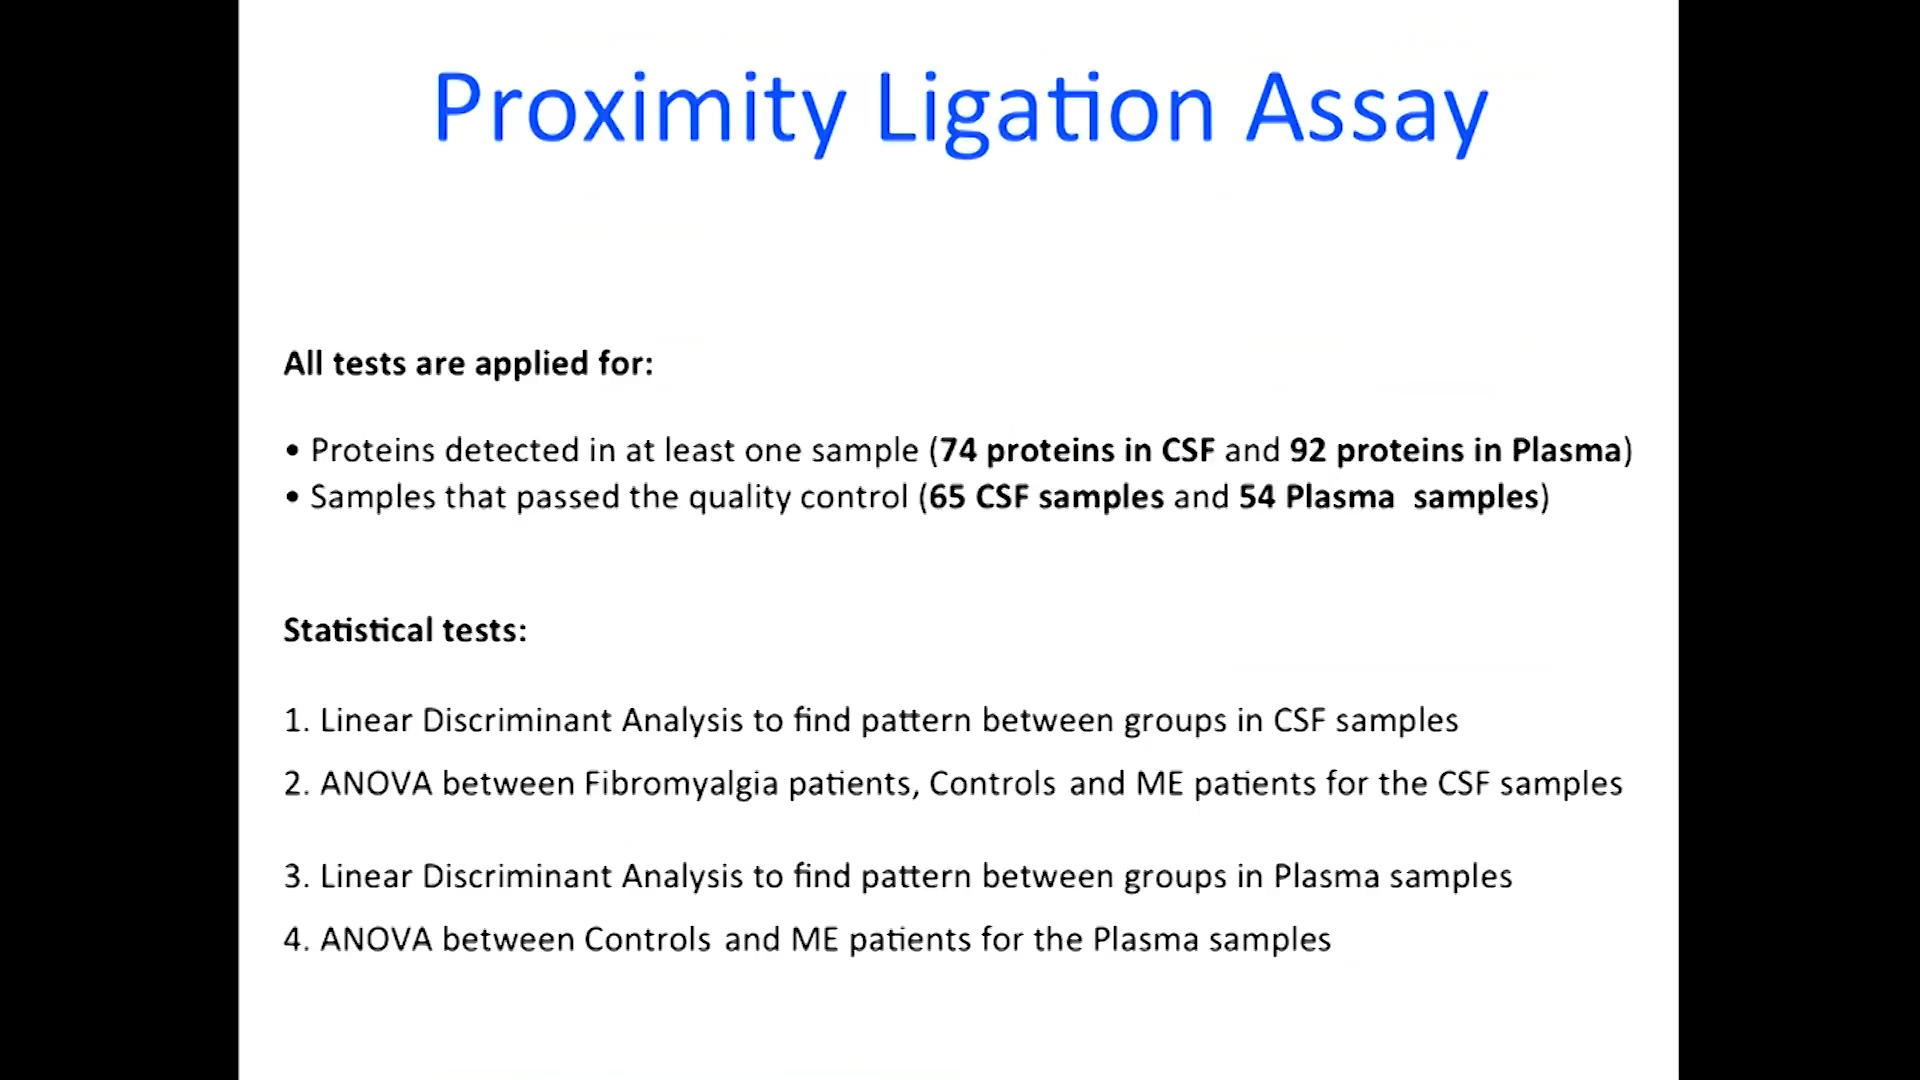 Proximity Ligation Assay
All tests are applied for:
• Proteins detected in at least one sample (74 proteins in CSF and 92 proteins in Plasma)
• Samples that passed the quality control (65 CSF samples and 54 Plasma samples)
Statistical tests:
1. Linear Discriminant Analysis to find pattern between groups in CSF samples
2. ANOVA between Fibromyalgia patients, Controls and ME patients for the CSF samples
3. Linear Discriminant Analysis to find pattern between groups in Plasma samples
4. ANOVA between Controls and ME patients for the Plasma samples